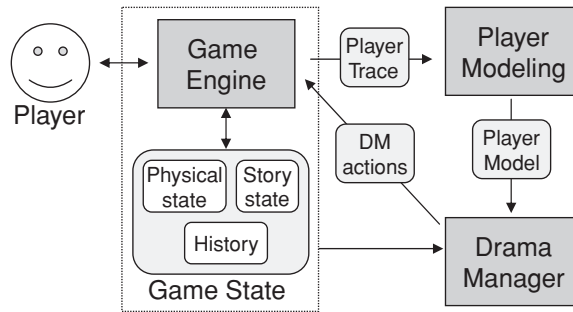 Player
Game
Engine
Player
Trace
Player
Modeling
DM
actions
Player
Model
Physical
state
Story
state
History
Game State
Drama
Manager